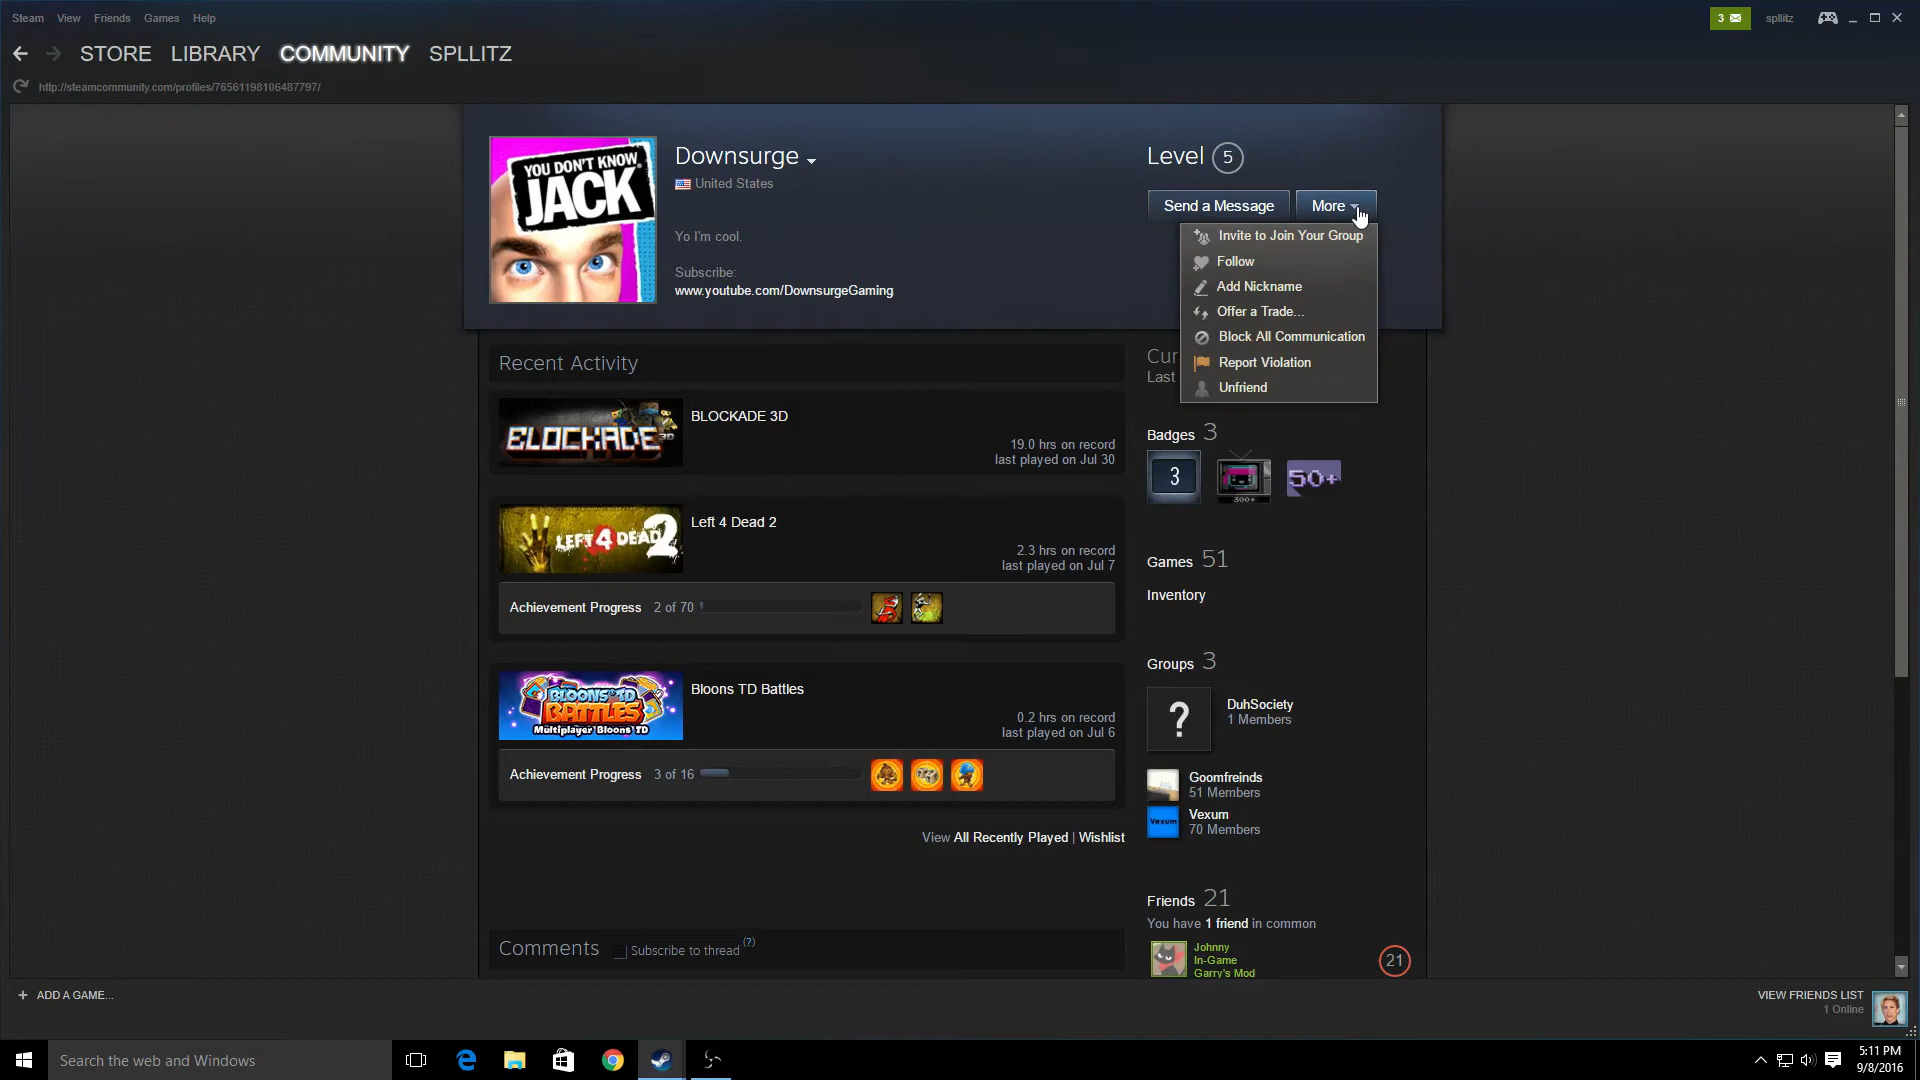 Steam View Friends Games Help
3
spllitz
STORE LIBRARY COMMUNITY SPLLITZ
http://steamcommunity.com/profiles/76561198106487797/
YOU DON'T KNOW
JACK
Downsurge
United States
Yo I'm cool.
Subscribe:
www.youtube.com/DownsurgeGaming
Level 5
Send a Message
More
Invite to Join Your Group
Follow
Add Nickname
Offer a Trade...
Block All Communication
Report Violation
Unfriend
Cur
Last
Recent Activity
BLOCKADE 3D
BLOCKADE 3D
19.0 hrs on record
last played on Jul 30
LEFT 4 DEAD 2
Left 4 Dead 2
2.3 hrs on record
last played on Jul 7
Achievement Progress 2 of 70
BLOONS TD
BATTLES
Multiplayer Bloons TD
Bloons TD Battles
0.2 hrs on record
last played on Jul 6
Achievement Progress 3 of 16
View All Recently Played | Wishlist
Comments
Subscribe to thread (?)
Badges 3
3
300+
50+
Games 51
Inventory
Groups 3
?
DuhSociety
1 Members
Goomfreinds
51 Members
Vexum
Vexum
70 Members
Friends 21
You have 1 friend in common
Johnny
In-Game
Garry's Mod
21
+ ADD A GAME...
VIEW FRIENDS LIST
1 Online
Search the web and Windows
5:11 PM
9/8/2016